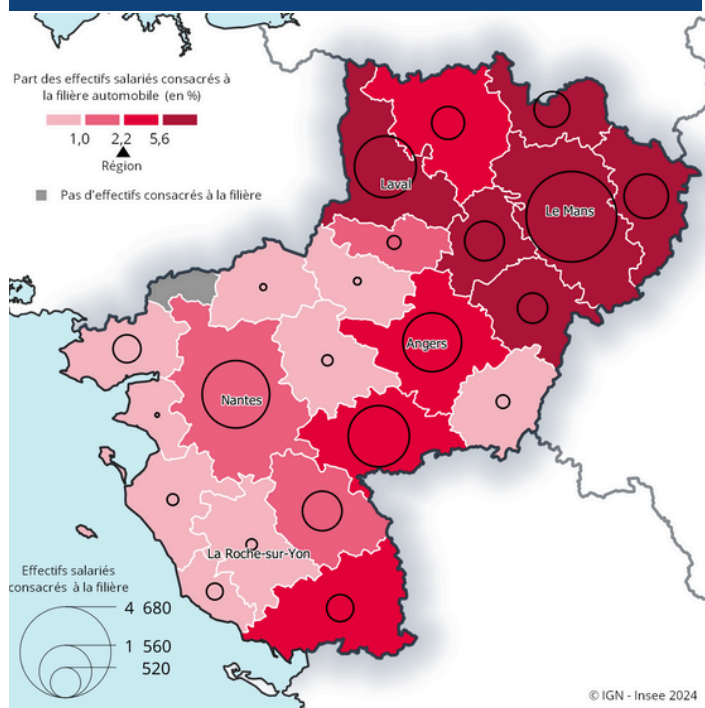 Part des effectifs salariés consacrés à
la filière automobile (en %)
1,0 2,2 5,6
Région
Pas d'effectifs consacrés à la filière
Laval
Le Mans
Angers
Nantes
La Roche-sur-Yon
Effectifs salariés
consacrés à la filière
4 680
1 560
520
© IGN - Insee 2024